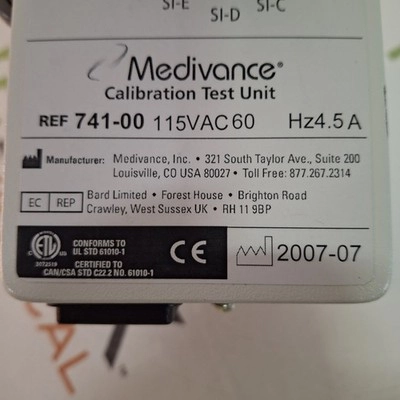 SI-E SI-D SI-C
Medivance®
Calibration Test Unit
REF 741-00 115VAC60 Hz4.5 A
Manufacturer: Medivance, Inc. • 321 South Taylor Ave., Suite 200
Louisville, CO USA 80027 • Toll Free: 877.267.2314
EC REP Bard Limited • Forest House • Brighton Road
Crawley, West Sussex UK • RH 11 9BP
ETL CONFORMS TO
UL STD 61010-1
CERTIFIED TO
CAN/CSA STD C22.2 NO. 61010-1
CE
2007-07
CAL